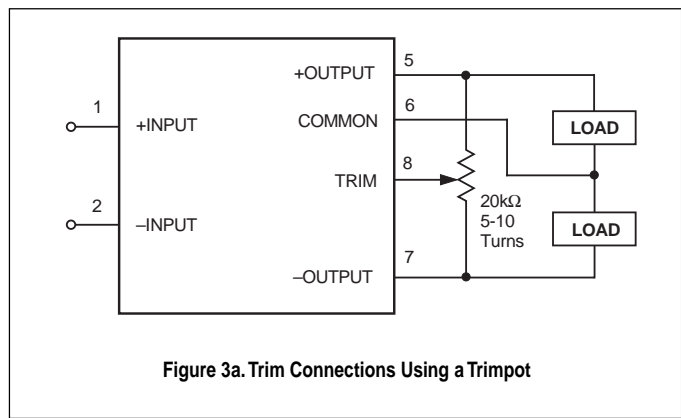 +OUTPUT 5
COMMON 6
1 +INPUT
TRIM 8
2 –INPUT
–OUTPUT 7
20kΩ
5-10
Turns
LOAD
LOAD
Figure 3a. Trim Connections Using a Trimpot